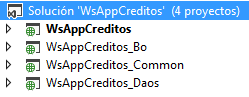 Solución 'WsAppCreditos' (4 proyectos)
WsAppCreditos
WsAppCreditos_Bo
WsAppCreditos_Common
WsAppCreditos_Daos